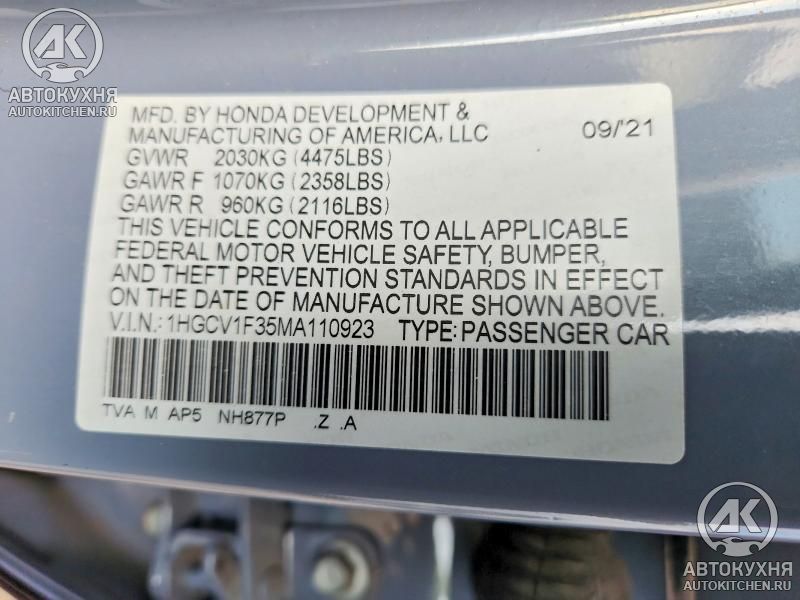 АК
АВТОКУХНЯ
AUTOKITCHEN.RU
MFD. BY HONDA DEVELOPMENT &
MANUFACTURING OF AMERICA, LLC 09/'21
GVWR 2030KG (4475LBS)
GAWR F 1070KG (2358LBS)
GAWR R 960KG (2116LBS)
THIS VEHICLE CONFORMS TO ALL APPLICABLE
FEDERAL MOTOR VEHICLE SAFETY, BUMPER,
AND THEFT PREVENTION STANDARDS IN EFFECT
ON THE DATE OF MANUFACTURE SHOWN ABOVE.
V.I.N.: 1HGCV1F35MA110923 TYPE: PASSENGER CAR
TVA M AP5 NH877P .Z .A
АК
АВТОКУХНЯ
AUTOKITCHEN.RU